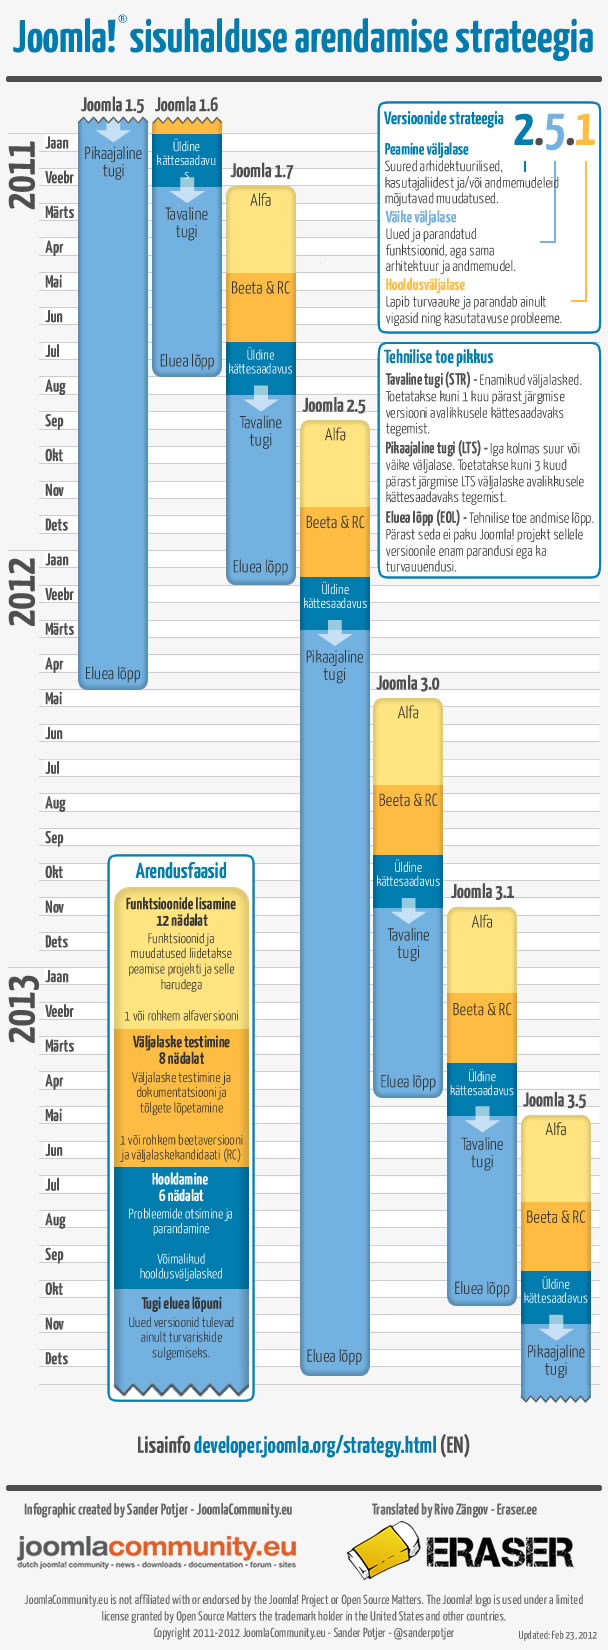 Joomla!® sisuhalduse arendamise strateegia
Joomla 1.5
Joomla 1.6
Joomla 1.7
Joomla 2.5
Joomla 3.0
Joomla 3.1
Joomla 3.5
2011
Jaan
Veebr
Märts
Apr
Mai
Jun
Jul
Aug
Sep
Okt
Nov
Dets
2012
Jaan
Veebr
Märts
Apr
Mai
Jun
Jul
Aug
Sep
Okt
Nov
Dets
2013
Jaan
Veebr
Märts
Apr
Mai
Jun
Jul
Aug
Sep
Okt
Nov
Dets
Pikaajaline
tugi
Eluea lõpp
Üldine
kättesaadavu
s
Tavaline
tugi
Eluea lõpp
Alfa
Beeta & RC
Üldine
kättesaadavus
Tavaline
tugi
Eluea lõpp
Alfa
Beeta & RC
Üldine
kättesaadavus
Pikaajaline
tugi
Eluea lõpp
Alfa
Beeta & RC
Üldine
kättesaadavus
Tavaline
tugi
Eluea lõpp
Alfa
Beeta & RC
Üldine
kättesaadavus
Tavaline
tugi
Eluea lõpp
Alfa
Beeta & RC
Üldine
kättesaadavus
Pikaajaline
tugi
Versioonide strateegia 2.5.1
Peamine väljalase
Suured arhidektuurilised,
kasutajaliidest ja/või andmemudeleid
mõjutavad muudatused.
Väike väljalase
Uued ja parandatud
funktsioonid, aga sama
arhitektuur ja andmemudel.
Hooldusväljalase
Lapib turvaauke ja parandab ainult
vigasid ning kasutatavuse probleeme.
Tehnilise toe pikkus
Tavaline tugi (STR) - Enamikud väljalased.
Toetatakse kuni 1 kuu pärast järgmise
versiooni avalikkusele kättesaadavaks
tegemist.
Pikaajaline tugi (LTS) - Iga kolmas suur või
väike väljalase. Toetatakse kuni 3 kuud
pärast järgmise LTS väljalaske avalikkusele
kättesaadavaks tegemist.
Eluea lõpp (EOL) - Tehnilise toe andmise lõpp.
Pärast seda ei paku Joomla! projekt sellele
versioonile enam parandusi ega ka
turvauuendusi.
Arendusfaasid
Funktsioonide lisamine
12 nädalat
Funktsioonid ja
muudatused liidetakse
peamise projekti ja selle
harudega
1 või rohkem alfaversiooni
Väljalaske testimine
8 nädalat
Väljalaske testimine ja
dokumentatsiooni ja
tõlgete lõpetamine
1 või rohkem beetaversiooni
ja väljalaskekandidaati (RC)
Hooldamine
6 nädalat
Probleemide otsimine ja
parandamine
Võimalikud
hooldusväljalasked
Tugi eluea lõpuni
Uued versioonid tulevad
ainult turvariskide
sulgemiseks.
Lisainfo developer.joomla.org/strategy.html (EN)
Infographic created by Sander Potjer - JoomlaCommunity.eu
joomlacommunity.eu
dutch joomla! community - news - downloads - documentation - forum - sites
Translated by Rivo Zängov - Eraser.ee
ERASER
JoomlaCommunity.eu is not affiliated with or endorsed by the Joomla! Project or Open Source Matters. The Joomla! logo is used under a limited
license granted by Open Source Matters the trademark holder in the United States and other countries.
Copyright 2011-2012 JoomlaCommunity.eu - Sander Potjer - @sanderpotjer
Updated: Feb 23, 2012